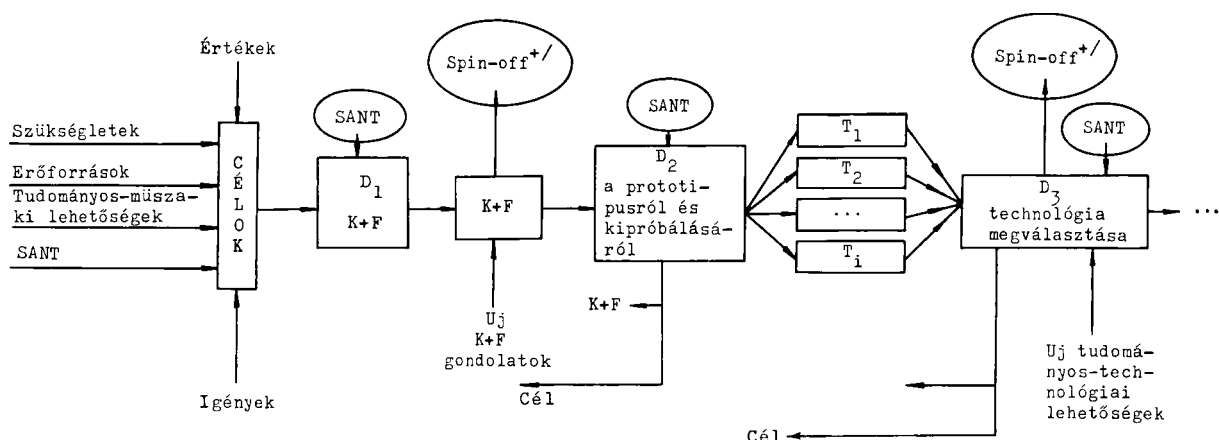 Értékek
Szükségletek
Erőforrások
Tudományos-müsza-
ki lehetőségek
SANT
CÉLOK
Igények
SANT
D1
K+F
Spin-off+/
K+F
Uj
K+F
gondolatok
SANT
D2
a prototi-
pusról és
kipróbálásá-
ról
K+F
Cél
T1
T2
...
Ti
Spin-off+/
SANT
D3
technológia
megválasztása
...
Uj tudomá-
nyos-tech-
nológiai
lehetőségek
Cél